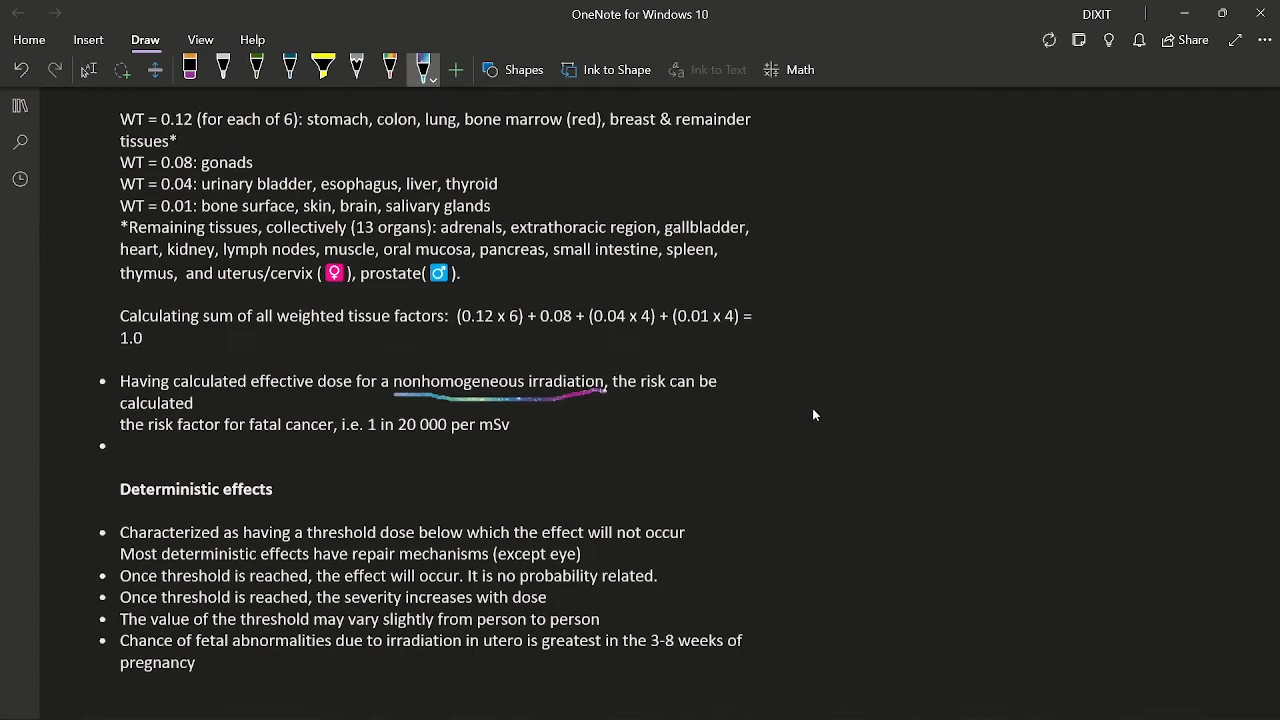 OneNote for Windows 10
DIXIT
Home Insert Draw View Help
Share
Shapes Ink to Shape Ink to Text Math
WT = 0.12 (for each of 6): stomach, colon, lung, bone marrow (red), breast & remainder
tissues*
WT = 0.08: gonads
WT = 0.04: urinary bladder, esophagus, liver, thyroid
WT = 0.01: bone surface, skin, brain, salivary glands
*Remaining tissues, collectively (13 organs): adrenals, extrathoracic region, gallbladder,
heart, kidney, lymph nodes, muscle, oral mucosa, pancreas, small intestine, spleen,
thymus, and uterus/cervix (♀), prostate(♂).
Calculating sum of all weighted tissue factors: (0.12 x 6) + 0.08 + (0.04 x 4) + (0.01 x 4) =
1.0
• Having calculated effective dose for a nonhomogeneous irradiation, the risk can be
calculated
the risk factor for fatal cancer, i.e. 1 in 20 000 per mSv
•
Deterministic effects
• Characterized as having a threshold dose below which the effect will not occur
Most deterministic effects have repair mechanisms (except eye)
• Once threshold is reached, the effect will occur. It is no probability related.
• Once threshold is reached, the severity increases with dose
• The value of the threshold may vary slightly from person to person
• Chance of fetal abnormalities due to irradiation in utero is greatest in the 3-8 weeks of
pregnancy